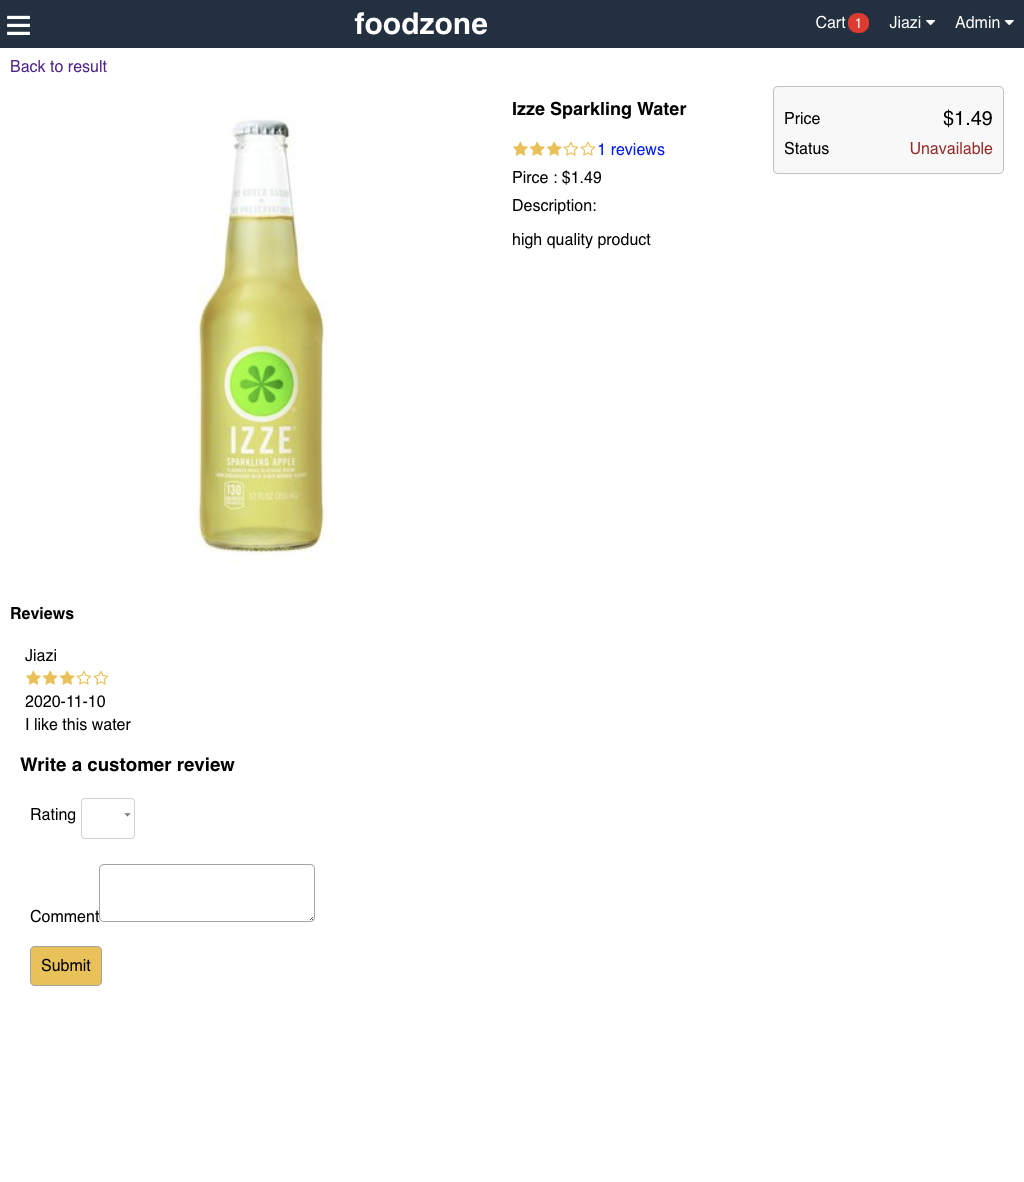 foodzone
Cart 1
Jiazi
Admin
Back to result
IZZE
SPARKLING APPLE
130
Izze Sparkling Water
1 reviews
Pirce : $1.49
Description:
high quality product
Price $1.49
Status Unavailable
Reviews
Jiazi
2020-11-10
I like this water
Write a customer review
Rating
Comment
Submit